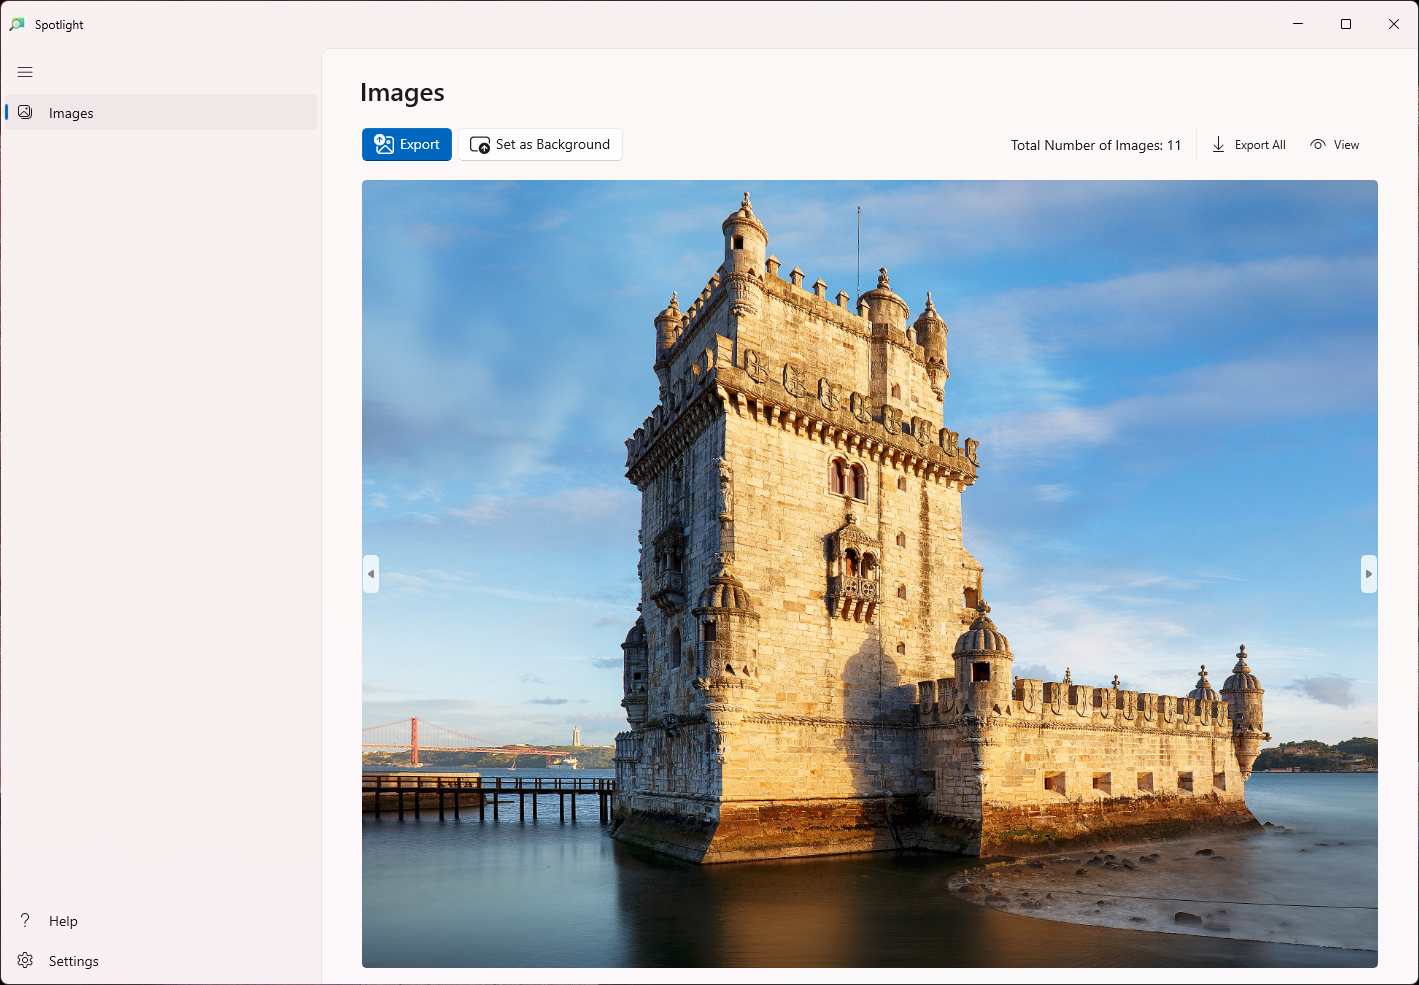 Spotlight
Images
Images
Export
Set as Background
Total Number of Images: 11
Export All
View
Help
Settings